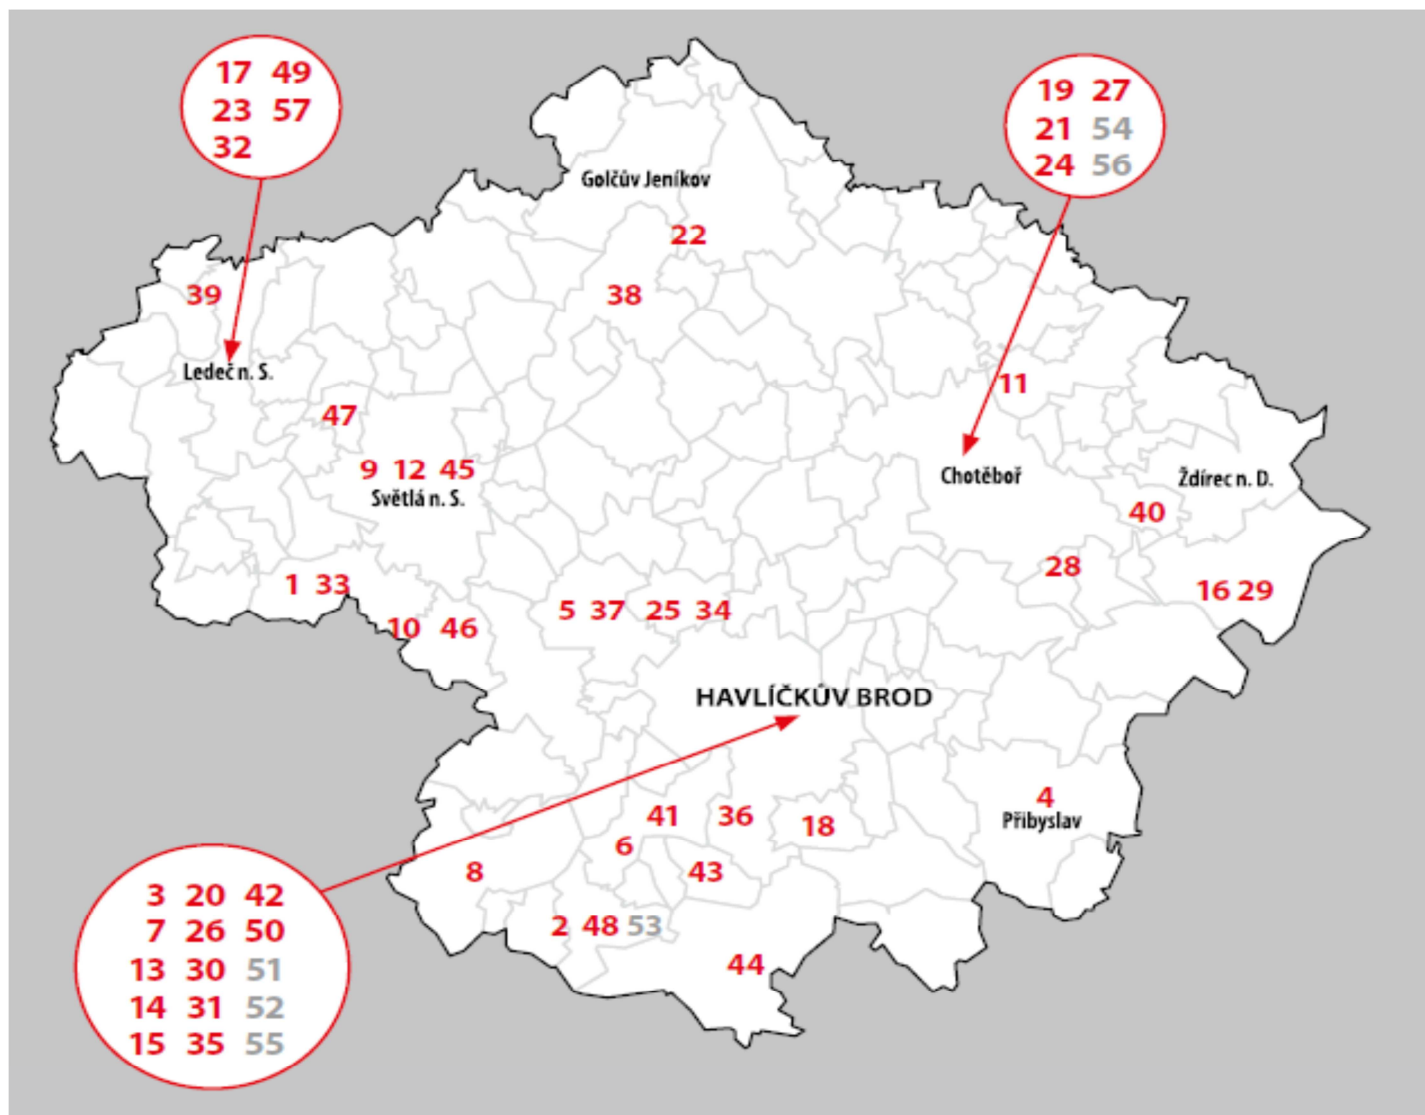 17 49
23 57
32
19 27
21 54
24 56
Golčův Jeníkov
22
39
38
Ledeč n. S.
11
47
9 12 45
Světlá n. S.
Chotěboř
Ždírec n. D.
40
28
1 33
16 29
5 37 25 34
10 46
HAVLÍČKŮV BROD
4
Přibyslav
41 36 18
6
8
43
3 20 42
7 26 50
13 30 51
14 31 52
15 35 55
2 48 53
44